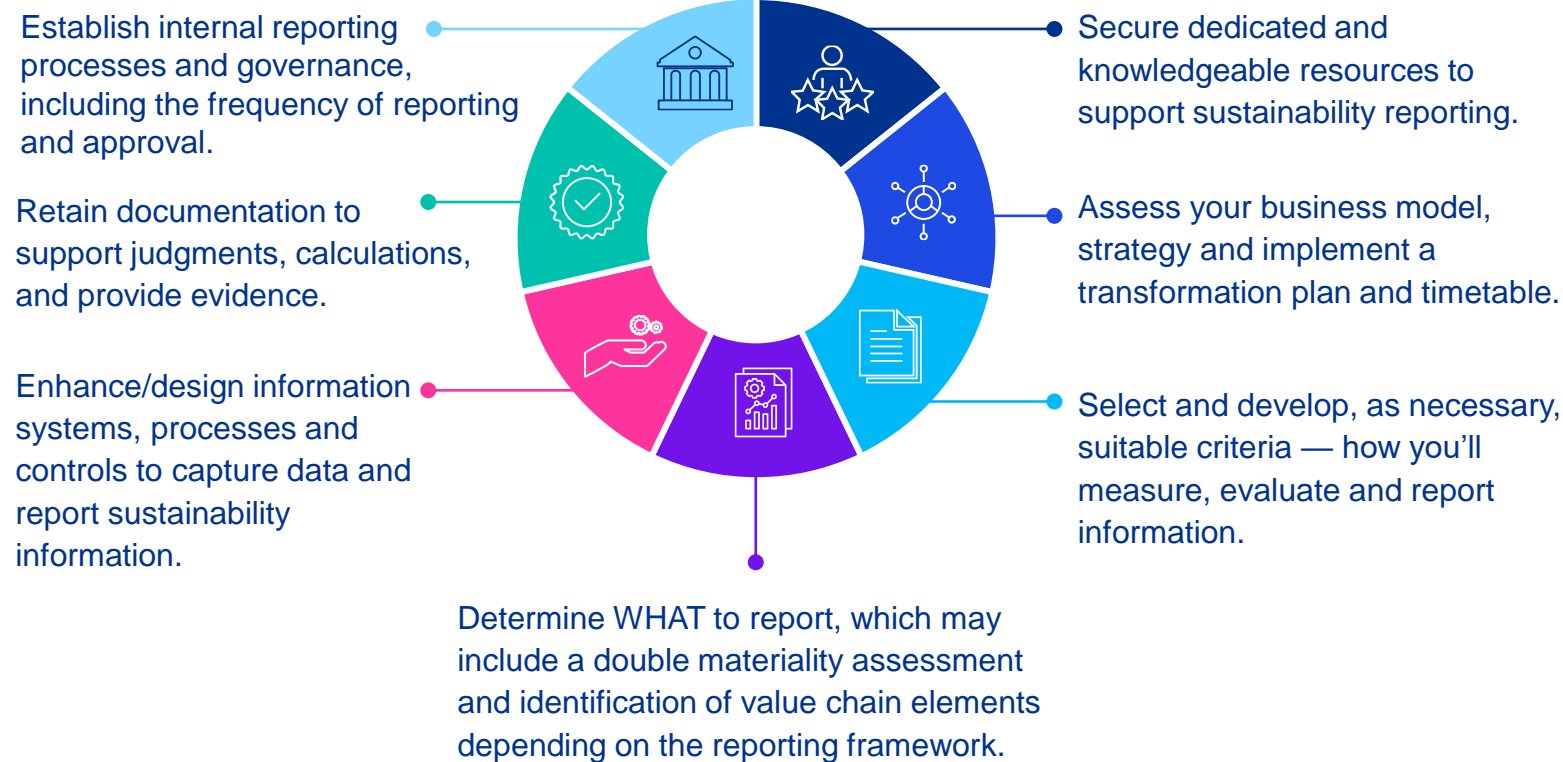 Establish internal reporting
processes and governance,
including the frequency of reporting
and approval.
Retain documentation to
support judgments, calculations,
and provide evidence.
Enhance/design information
systems, processes and
controls to capture data and
report sustainability
information.
Secure dedicated and
knowledgeable resources to
support sustainability reporting.
Assess your business model,
strategy and implement a
transformation plan and timetable.
Select and develop, as necessary,
suitable criteria — how you’ll
measure, evaluate and report
information.
Determine WHAT to report, which may
include a double materiality assessment
and identification of value chain elements
depending on the reporting framework.